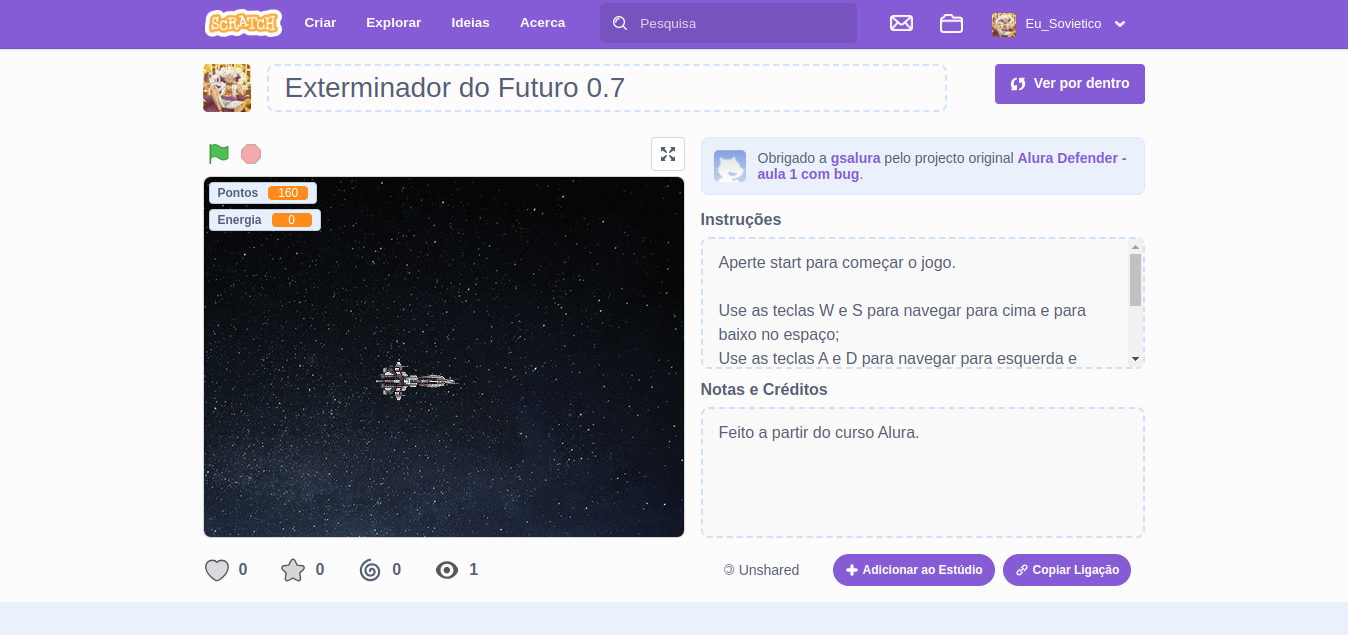 SCRATCH
Criar
Explorar
Ideias
Acerca
Pesquisa
Eu_Sovietico
Exterminador do Futuro 0.7
Ver por dentro
Pontos 160
Energia 0
Obrigado a gsalura pelo projecto original Alura Defender -
aula 1 com bug.
Instruções
Aperte start para começar o jogo.
Use as teclas W e S para navegar para cima e para
baixo no espaço;
Use as teclas A e D para navegar para esquerda e
Notas e Créditos
Feito a partir do curso Alura.
0
0
0
1
Unshared
Adicionar ao Estúdio
Copiar Ligação